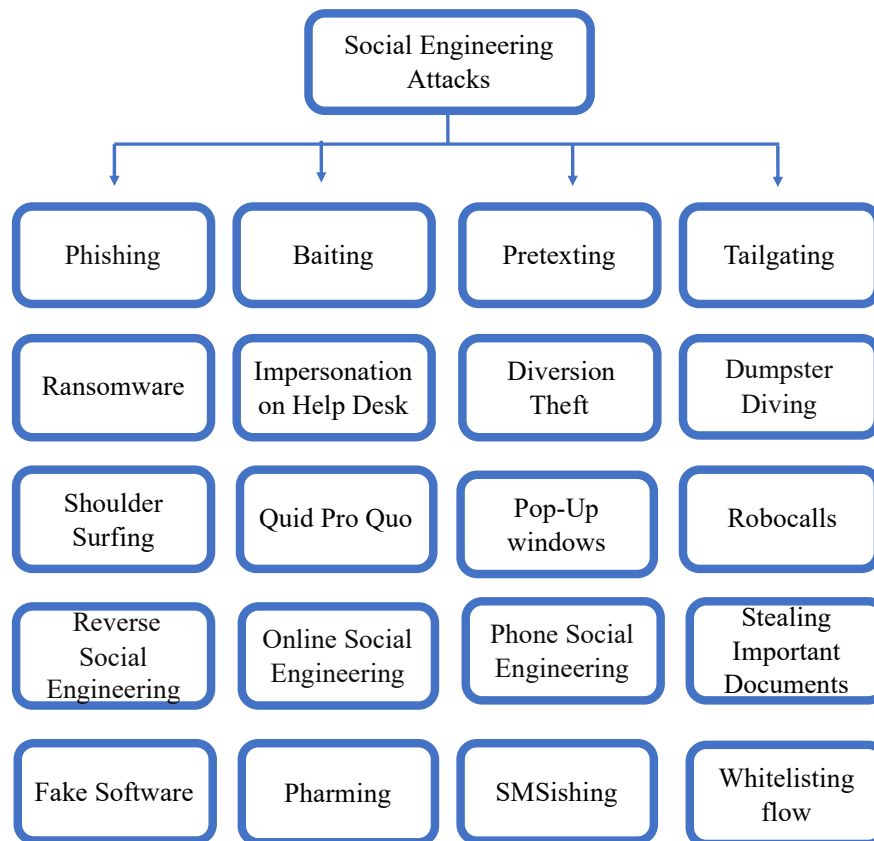 Social Engineering
Attacks
Phishing
Baiting
Pretexting
Tailgating
Ransomware
Impersonation
on Help Desk
Diversion
Theft
Dumpster
Diving
Shoulder
Surfing
Quid Pro Quo
Pop-Up
windows
Robocalls
Reverse
Social
Engineering
Online Social
Engineering
Phone Social
Engineering
Stealing
Important
Documents
Fake Software
Pharming
SMSishing
Whitelisting
flow